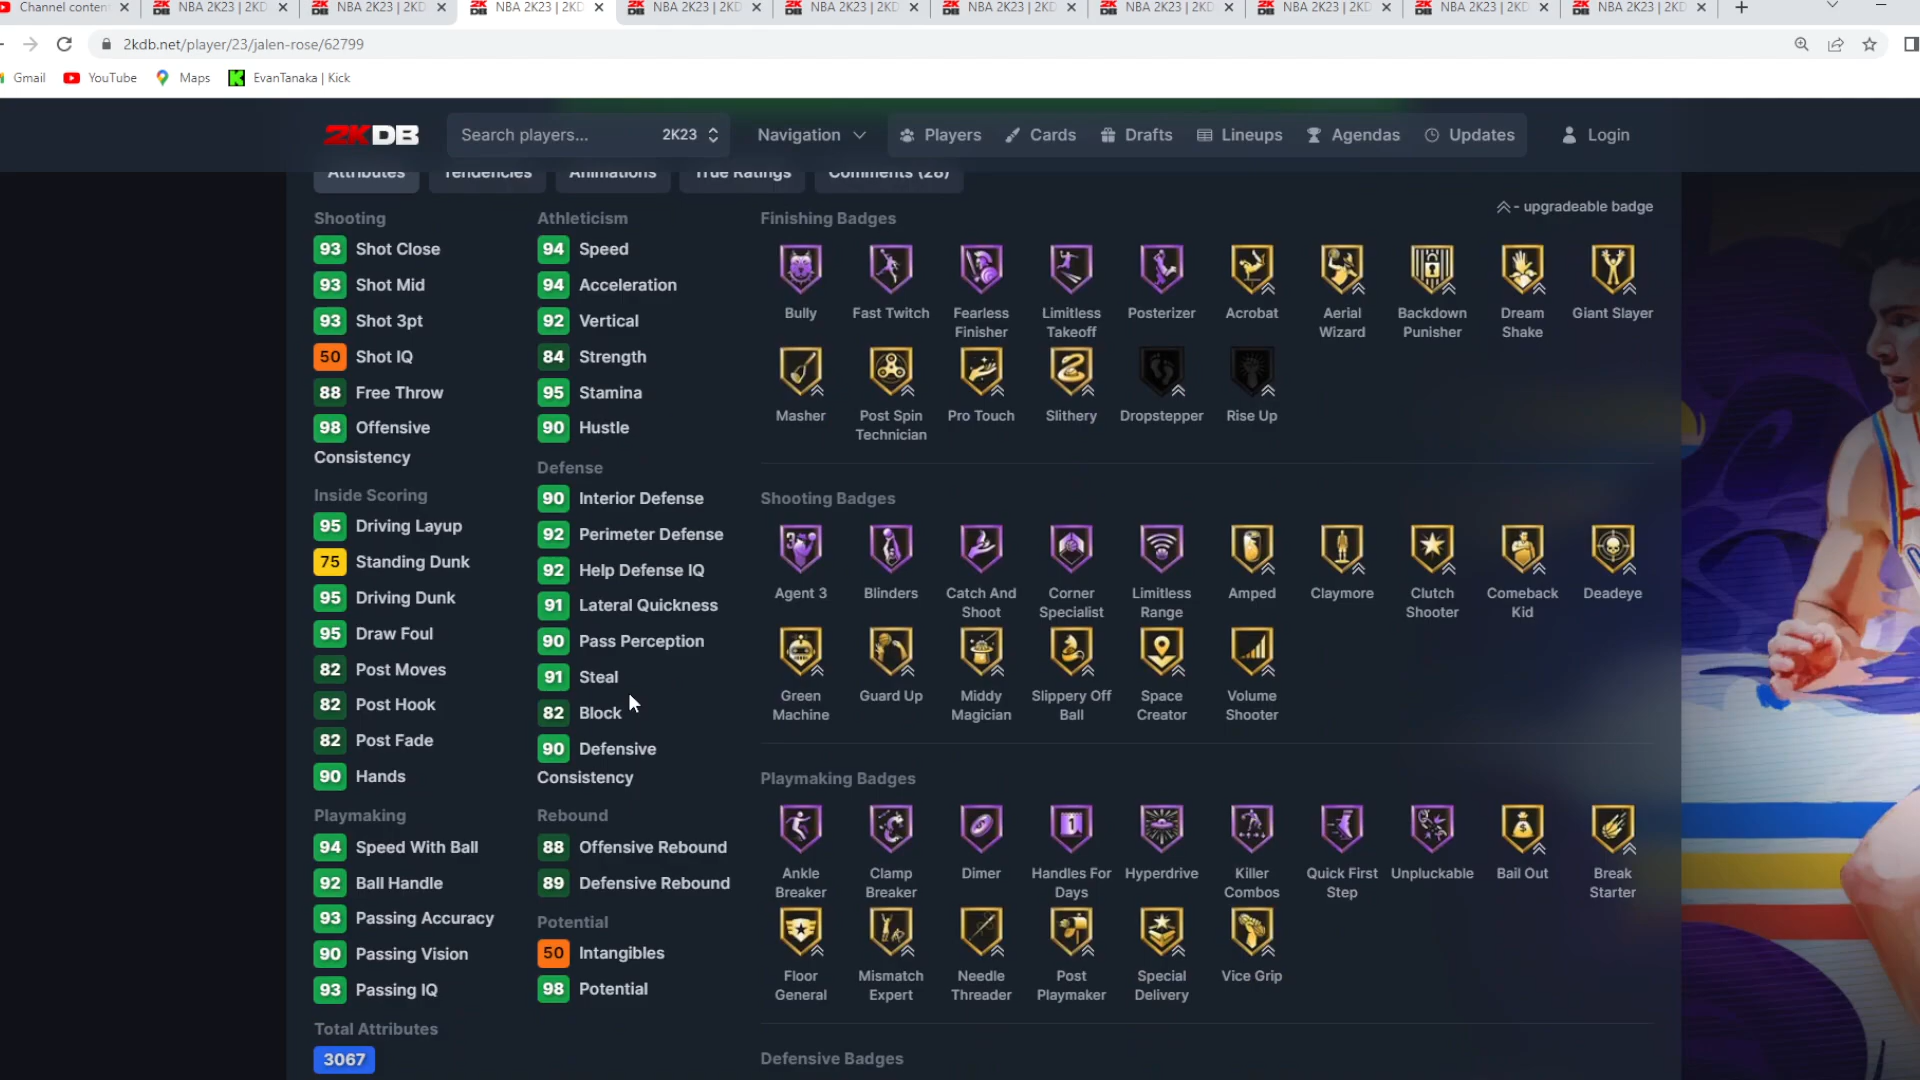 Channel content
NBA 2K23 | 2KD
NBA 2K23 | 2KD
NBA 2K23 | 2KD
NBA 2K23 | 2KD
NBA 2K23 | 2KD
NBA 2K23 | 2KD
NBA 2K23 | 2KD
NBA 2K23 | 2KD
NBA 2K23 | 2KD
NBA 2K23 | 2KD
2kdb.net/player/23/jalen-rose/62799
Gmail YouTube Maps EvanTanaka | Kick
2KDB Search players... 2K23 Navigation Players Cards Drafts Lineups Agendas Updates Login
Attributes Tendencies Animations True Ratings Comments (28)
- upgradeable badge
Shooting
93 Shot Close
93 Shot Mid
93 Shot 3pt
50 Shot IQ
88 Free Throw
98 Offensive
Consistency
Inside Scoring
95 Driving Layup
75 Standing Dunk
95 Driving Dunk
95 Draw Foul
82 Post Moves
82 Post Hook
82 Post Fade
90 Hands
Playmaking
94 Speed With Ball
92 Ball Handle
93 Passing Accuracy
90 Passing Vision
93 Passing IQ
Total Attributes
3067
Athleticism
94 Speed
94 Acceleration
92 Vertical
84 Strength
95 Stamina
90 Hustle
Defense
90 Interior Defense
92 Perimeter Defense
92 Help Defense IQ
91 Lateral Quickness
90 Pass Perception
91 Steal
82 Block
90 Defensive
Consistency
Rebound
88 Offensive Rebound
89 Defensive Rebound
Potential
50 Intangibles
98 Potential
Finishing Badges
Bully
Fast Twitch
Fearless
Finisher
Limitless
Takeoff
Posterizer
Acrobat
Aerial
Wizard
Backdown
Punisher
Dream
Shake
Giant Slayer
Masher
Post Spin
Technician
Pro Touch
Slithery
Dropstepper
Rise Up
Shooting Badges
Agent 3
Blinders
Catch And
Shoot
Corner
Specialist
Limitless
Range
Amped
Claymore
Clutch
Shooter
Comeback
Kid
Deadeye
Green
Machine
Guard Up
Middy
Magician
Slippery Off
Ball
Space
Creator
Volume
Shooter
Playmaking Badges
Ankle
Breaker
Clamp
Breaker
Dimer
Handles For
Days
Hyperdrive
Killer
Combos
Quick First
Step
Unpluckable
Bail Out
Break
Starter
Floor
General
Mismatch
Expert
Needle
Threader
Post
Playmaker
Special
Delivery
Vice Grip
Defensive Badges